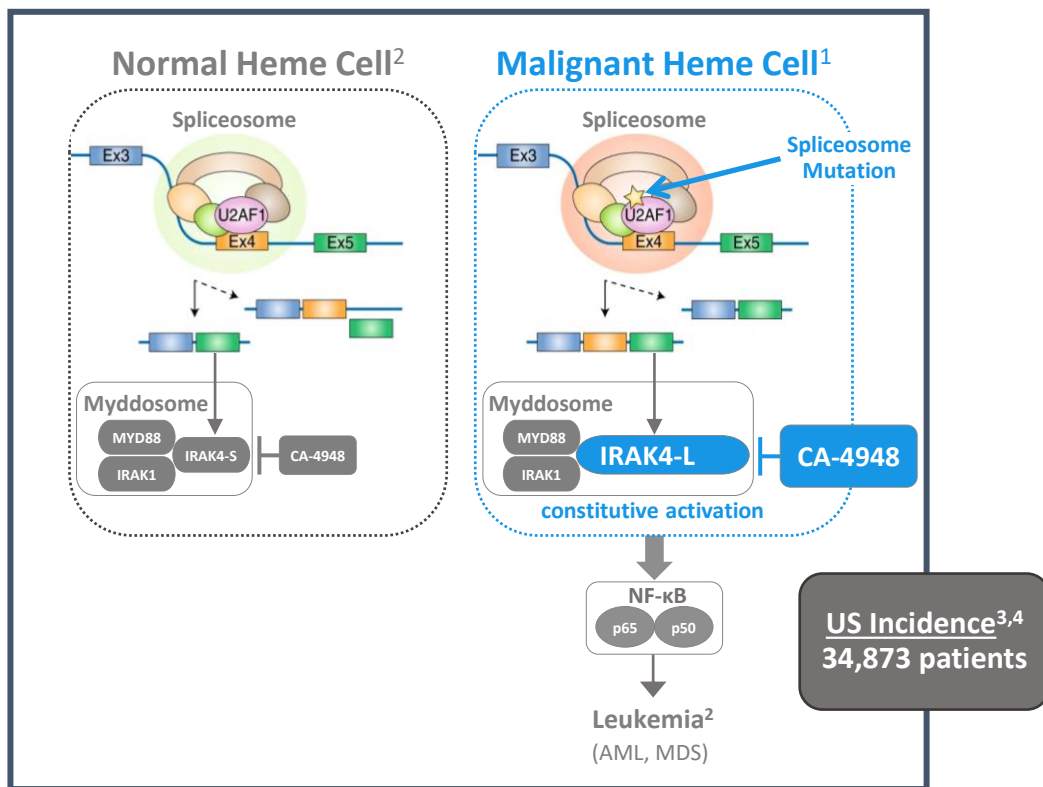 Normal Heme Cell2
Spliceosome
Ex3
U2AF1
Ex4
Ex5
Myddosome
MYD88
IRAK1
IRAK4-S
CA-4948
Malignant Heme Cell1
Spliceosome
Spliceosome
Mutation
Ex3
U2AF1
Ex4
Ex5
Myddosome
MYD88
IRAK1
IRAK4-L
CA-4948
constitutive activation
NF-κB
p65
p50
Leukemia2
(AML, MDS)
US Incidence3,4
34,873 patients